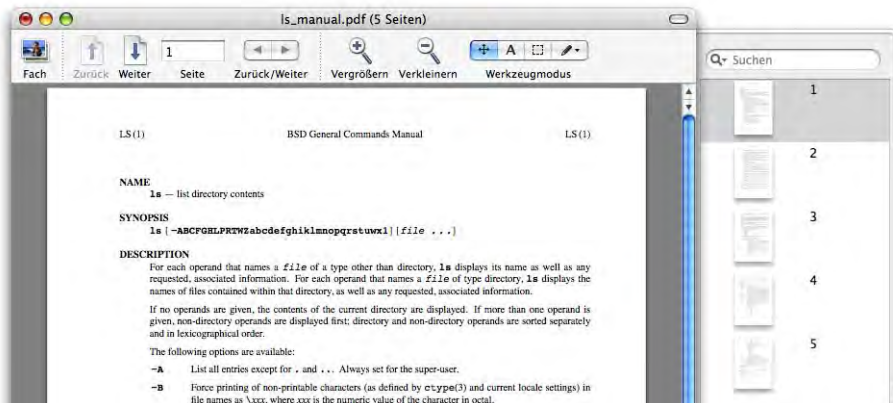 ls_manual.pdf (5 Seiten)
1
Fach Zurück Weiter Seite Zurück/Weiter Vergrößern Verkleinern Werkzeugmodus
A
Suchen
1
2
3
4
5
LS (1) BSD General Commands Manual LS (1)
NAME
ls — list directory contents
SYNOPSIS
ls [-ABCFGHLPRTWZabcdefghiklmnopqrstuwx1] [file ...]
DESCRIPTION
For each operand that names a file of a type other than directory, ls displays its name as well as any
requested, associated information. For each operand that names a file of type directory, ls displays the
names of files contained within that directory, as well as any requested, associated information.
If no operands are given, the contents of the current directory are displayed. If more than one operand is
given, non-directory operands are displayed first; directory and non-directory operands are sorted separately
and in lexicographical order.
The following options are available:
-A List all entries except for . and ... Always set for the super-user.
-B Force printing of non-printable characters (as defined by ctype(3) and current locale settings) in
file names as \xxx, where xxx is the numeric value of the character in octal.